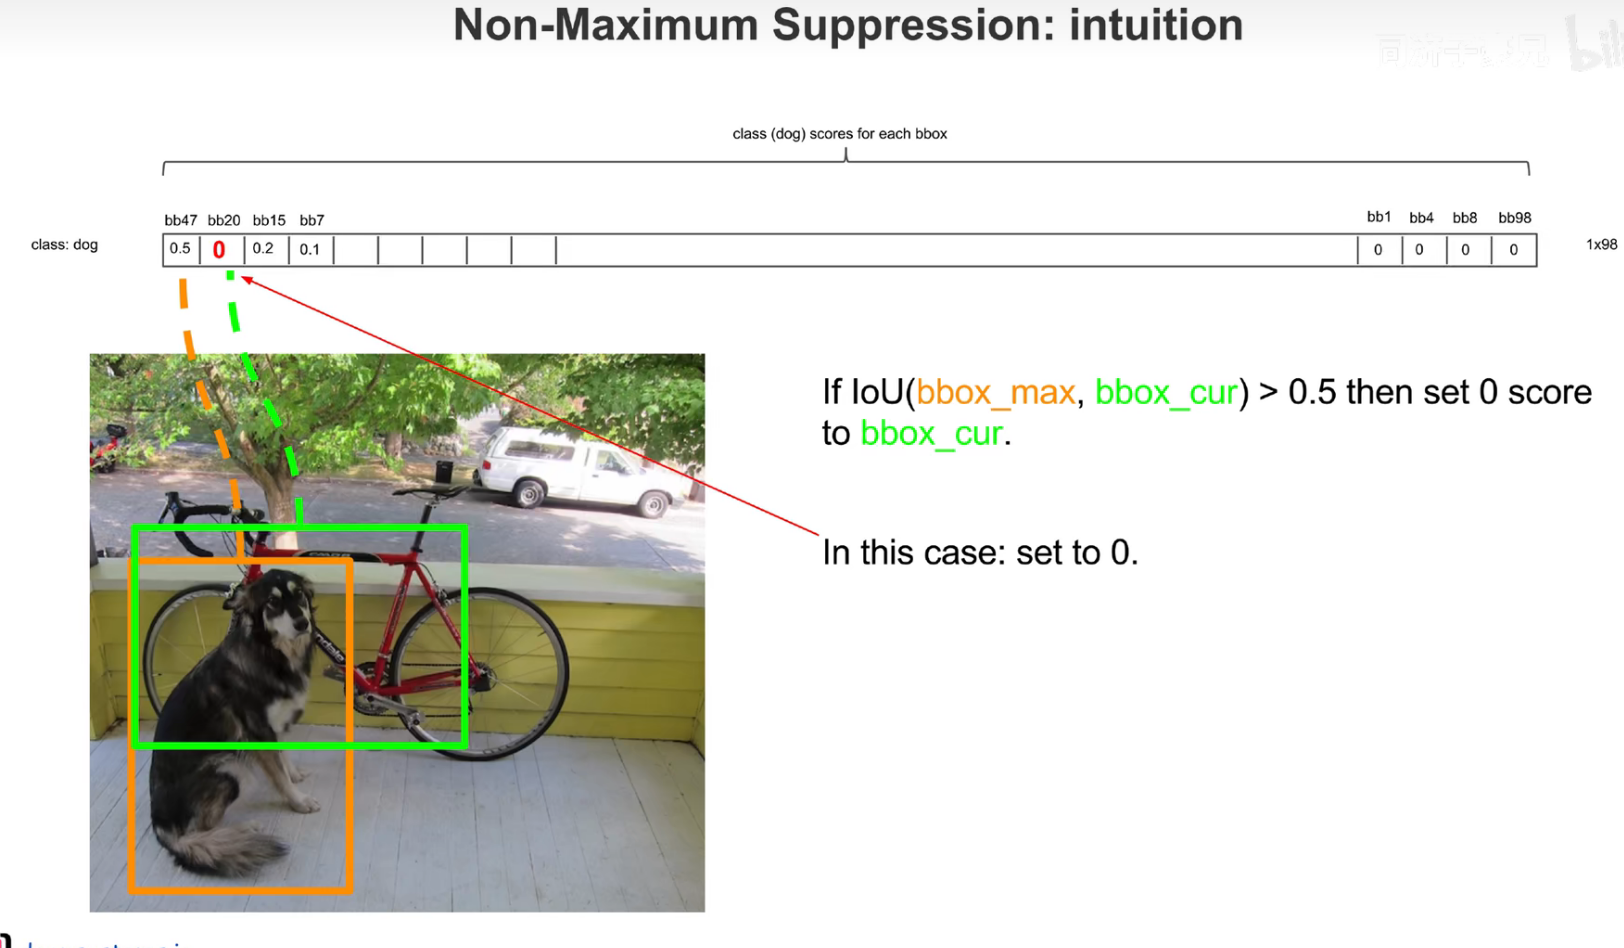 Non-Maximum Suppression: intuition
class (dog) scores for each bbox
bb47 bb20 bb15 bb7 bb1 bb4 bb8 bb98
class: dog 0.5 0 0.2 0.1 0 0 0 0 1x98
If IoU(bbox_max, bbox_cur) > 0.5 then set 0 score
to bbox_cur.
In this case: set to 0.